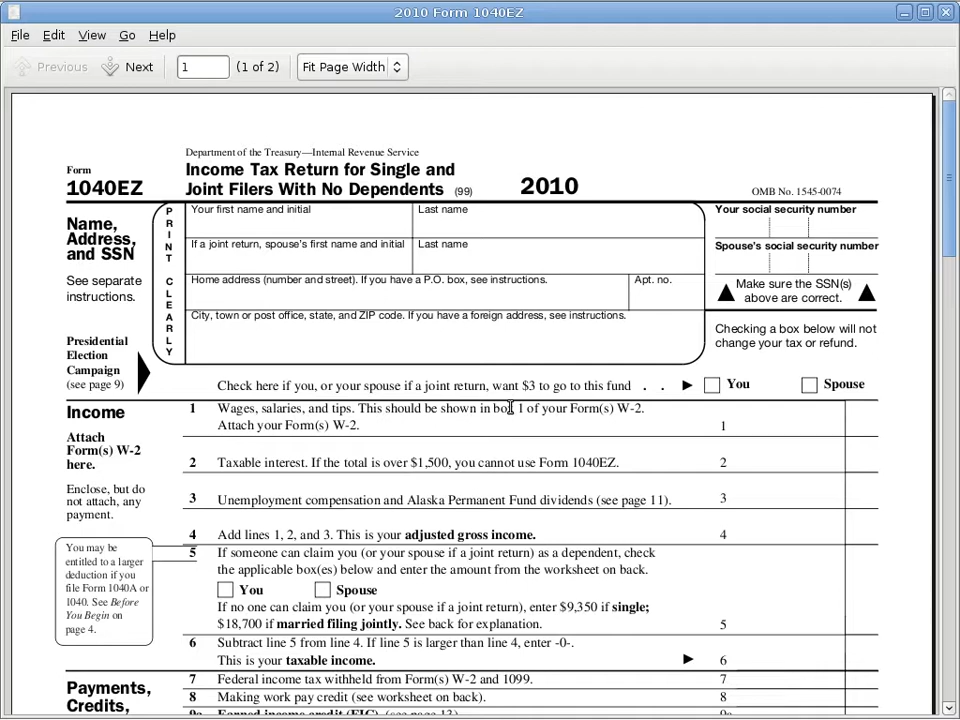 2010 Form 1040EZ
File Edit View Go Help
Previous Next 1 (1 of 2) Fit Page Width
Department of the Treasury—Internal Revenue Service
Form
1040EZ
Income Tax Return for Single and
Joint Filers With No Dependents (99) 2010
OMB No. 1545-0074
Name,
Address,
and SSN
See separate
instructions.
PRINT CLEARLY
Your first name and initial Last name
Your social security number
If a joint return, spouse's first name and initial Last name
Spouse's social security number
Home address (number and street). If you have a P.O. box, see instructions. Apt. no.
Make sure the SSN(s)
above are correct.
City, town or post office, state, and ZIP code. If you have a foreign address, see instructions.
Checking a box below will not
change your tax or refund.
Presidential
Election
Campaign
(see page 9)
Check here if you, or your spouse if a joint return, want $3 to go to this fund . . ▶ You Spouse
Income
Attach
Form(s) W-2
here.
Enclose, but do
not attach, any
payment.
1 Wages, salaries, and tips. This should be shown in box 1 of your Form(s) W-2.
Attach your Form(s) W-2. 1
2 Taxable interest. If the total is over $1,500, you cannot use Form 1040EZ. 2
3 Unemployment compensation and Alaska Permanent Fund dividends (see page 11). 3
4 Add lines 1, 2, and 3. This is your adjusted gross income. 4
You may be
entitled to a larger
deduction if you
file Form 1040A or
1040. See Before
You Begin on
page 4.
5 If someone can claim you (or your spouse if a joint return) as a dependent, check
the applicable box(es) below and enter the amount from the worksheet on back.
You Spouse
If no one can claim you (or your spouse if a joint return), enter $9,350 if single;
$18,700 if married filing jointly. See back for explanation. 5
6 Subtract line 5 from line 4. If line 5 is larger than line 4, enter -0-.
This is your taxable income. ▶ 6
Payments,
Credits,
7 Federal income tax withheld from Form(s) W-2 and 1099. 7
8 Making work pay credit (see worksheet on back). 8
9a Earned income credit (EIC) (see page 13). 9a